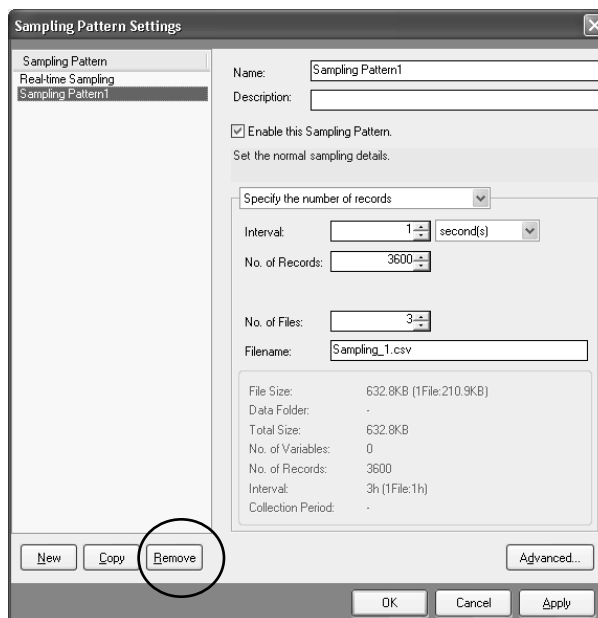 Sampling Pattern Settings
Sampling Pattern
Real-time Sampling
Sampling Pattern1
Name: Sampling Pattern1
Description:
Enable this Sampling Pattern.
Set the normal sampling details.
Specify the number of records
Interval: 1 second(s)
No. of Records: 3600
No. of Files: 3
Filename: Sampling_1.csv
File Size: 632.8KB (1File:210.9KB)
Data Folder: -
Total Size: 632.8KB
No. of Variables: 0
No. of Records: 3600
Interval: 3h (1File:1h)
Collection Period: -
New Copy Remove Advanced...
OK Cancel Apply